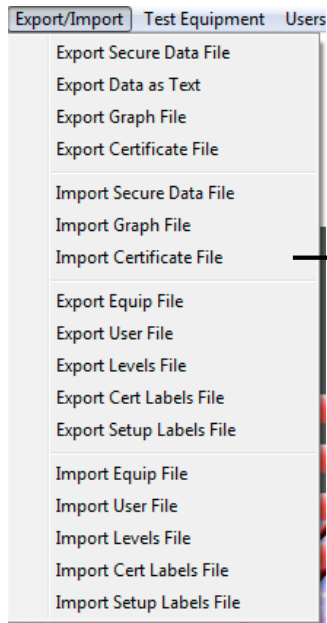 Export/Import Test Equipment Users
Export Secure Data File
Export Data as Text
Export Graph File
Export Certificate File
Import Secure Data File
Import Graph File
Import Certificate File
Export Equip File
Export User File
Export Levels File
Export Cert Labels File
Export Setup Labels File
Import Equip File
Import User File
Import Levels File
Import Cert Labels File
Import Setup Labels File